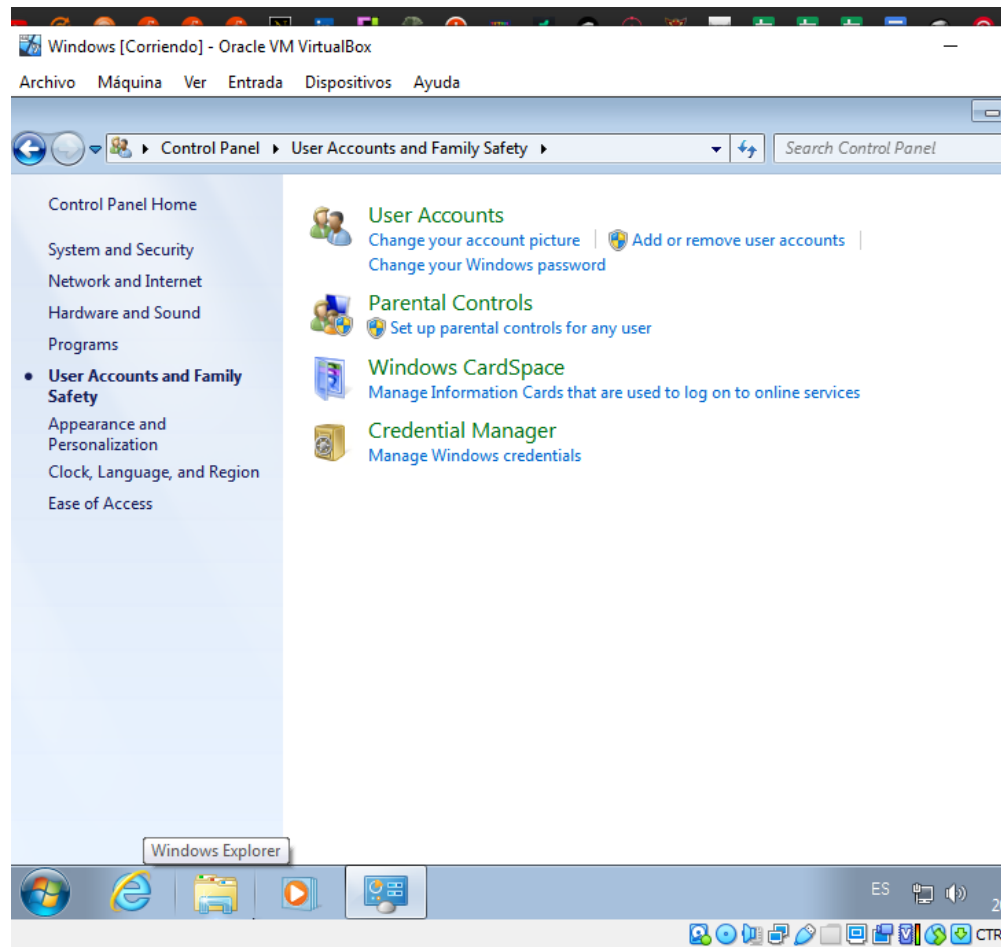 Windows [Corriendo] - Oracle VM VirtualBox
Archivo Máquina Ver Entrada Dispositivos Ayuda
Control Panel User Accounts and Family Safety
Search Control Panel
Control Panel Home
System and Security
Network and Internet
Hardware and Sound
Programs
User Accounts and Family
Safety
Appearance and
Personalization
Clock, Language, and Region
Ease of Access
User Accounts
Change your account picture Add or remove user accounts
Change your Windows password
Parental Controls
Set up parental controls for any user
Windows CardSpace
Manage Information Cards that are used to log on to online services
Credential Manager
Manage Windows credentials
Windows Explorer
ES
CTR